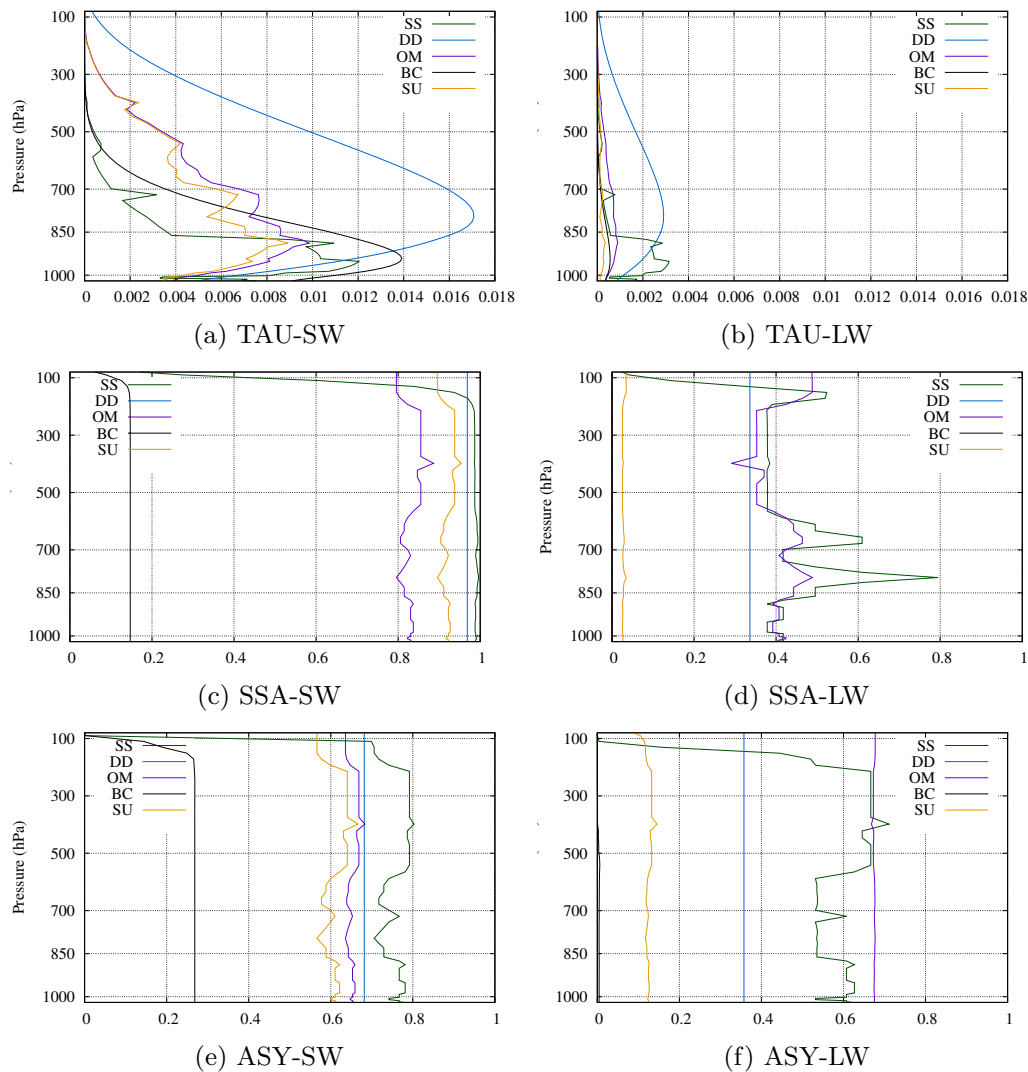 100
300
500
700
850
1000
Pressure (hPa)
SS
DD
OM
BC
SU
0 0.002 0.004 0.006 0.008 0.01 0.012 0.014 0.016 0.018
(a) TAU-SW
100
300
500
700
850
1000
SS
DD
OM
BC
SU
0 0.002 0.004 0.006 0.008 0.01 0.012 0.014 0.016 0.018
(b) TAU-LW
100
300
500
700
850
1000
SS
DD
OM
BC
SU
0 0.2 0.4 0.6 0.8 1
(c) SSA-SW
100
300
500
700
850
1000
Pressure (hPa)
SS
DD
OM
BC
SU
0 0.2 0.4 0.6 0.8 1
(d) SSA-LW
100
300
500
700
850
1000
Pressure (hPa)
SS
DD
OM
BC
SU
0 0.2 0.4 0.6 0.8 1
(e) ASY-SW
100
300
500
700
850
1000
SS
DD
OM
BC
SU
0 0.2 0.4 0.6 0.8 1
(f) ASY-LW